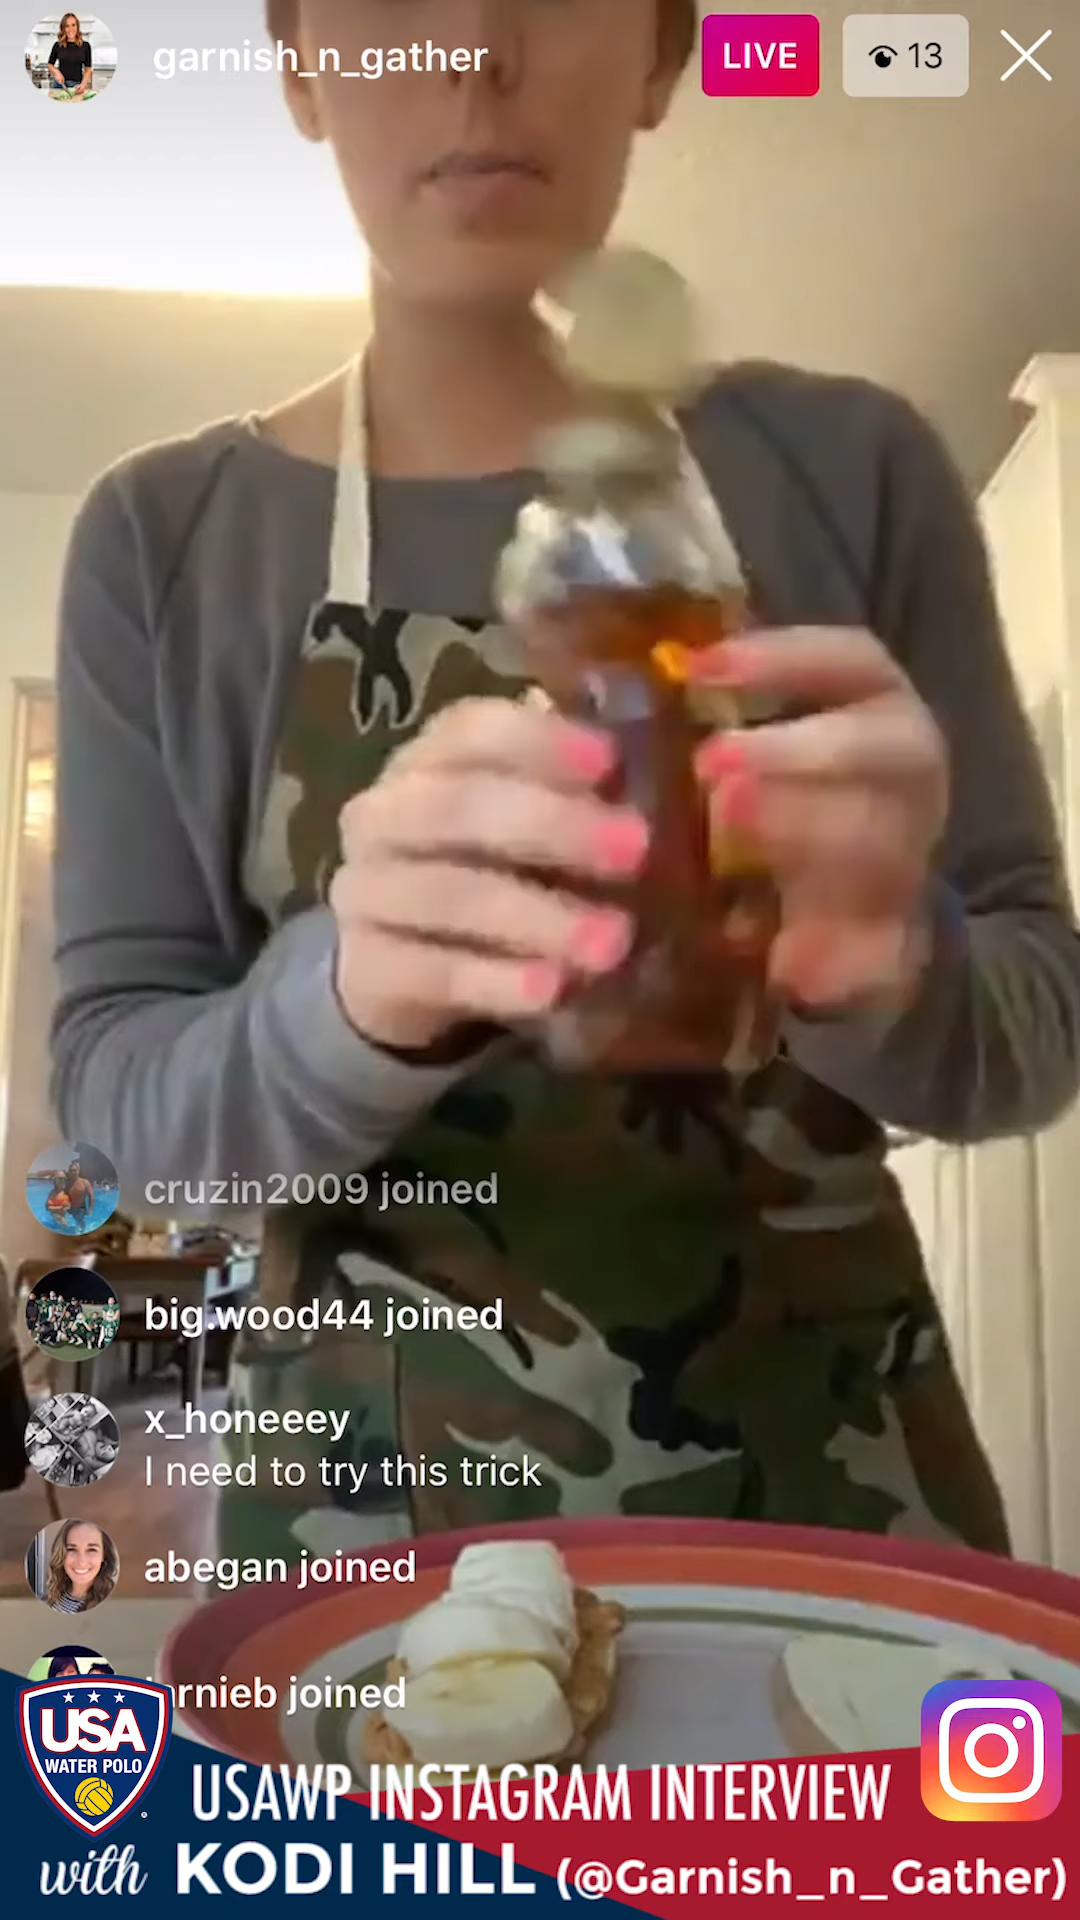 garnish_n_gather
LIVE
13
cruzin2009 joined
big.wood44 joined
x_honeeey
I need to try this trick
abegan joined
joined
USA
WATER POLO
USAWP INSTAGRAM INTERVIEW
with KODI HILL (@Garnish_n_Gather)